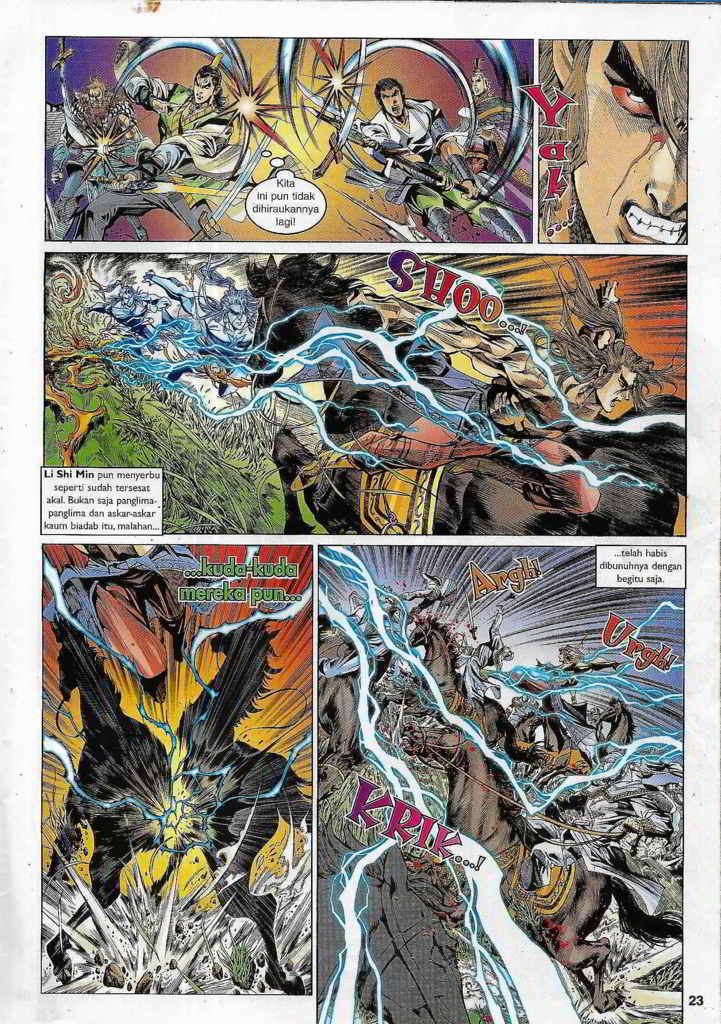 Kita
ini pun tidak
dihiraukannya
lagi!
Yak...!
SHOO...!
Li Shi Min pun menyerbu
seperti sudah tersesat
akal. Bukan saja panglima-
panglima dan askar-askar
kaum biadab itu, malahan...
...kuda-kuda
mereka pun...
...telah habis
dibunuhnya dengan
begitu saja.
Argh!
Urgh!
KRIK...!
23